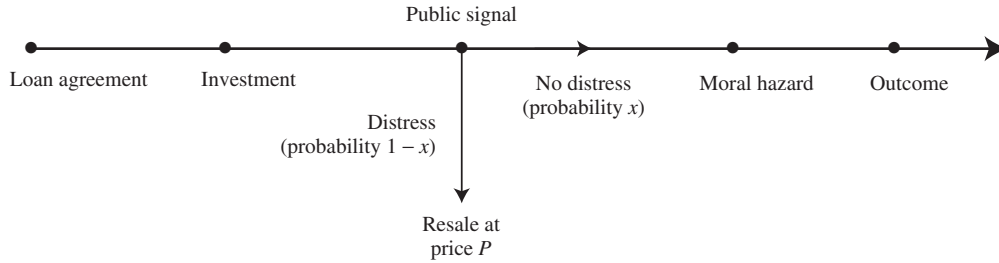 Public signal
Loan agreement
Investment
No distress
(probability x)
Moral hazard
Outcome
Distress
(probability 1 – x)
Resale at
price P